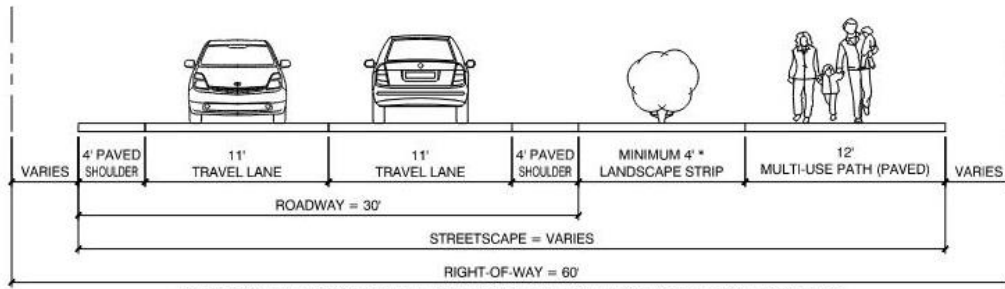 VARIES
4' PAVED
SHOULDER
11'
TRAVEL LANE
11'
TRAVEL LANE
4' PAVED
SHOULDER
MINIMUM 4' *
LANDSCAPE STRIP
12'
MULTI-USE PATH (PAVED)
VARIES
ROADWAY = 30'
STREETSCAPE = VARIES
RIGHT-OF-WAY = 60'